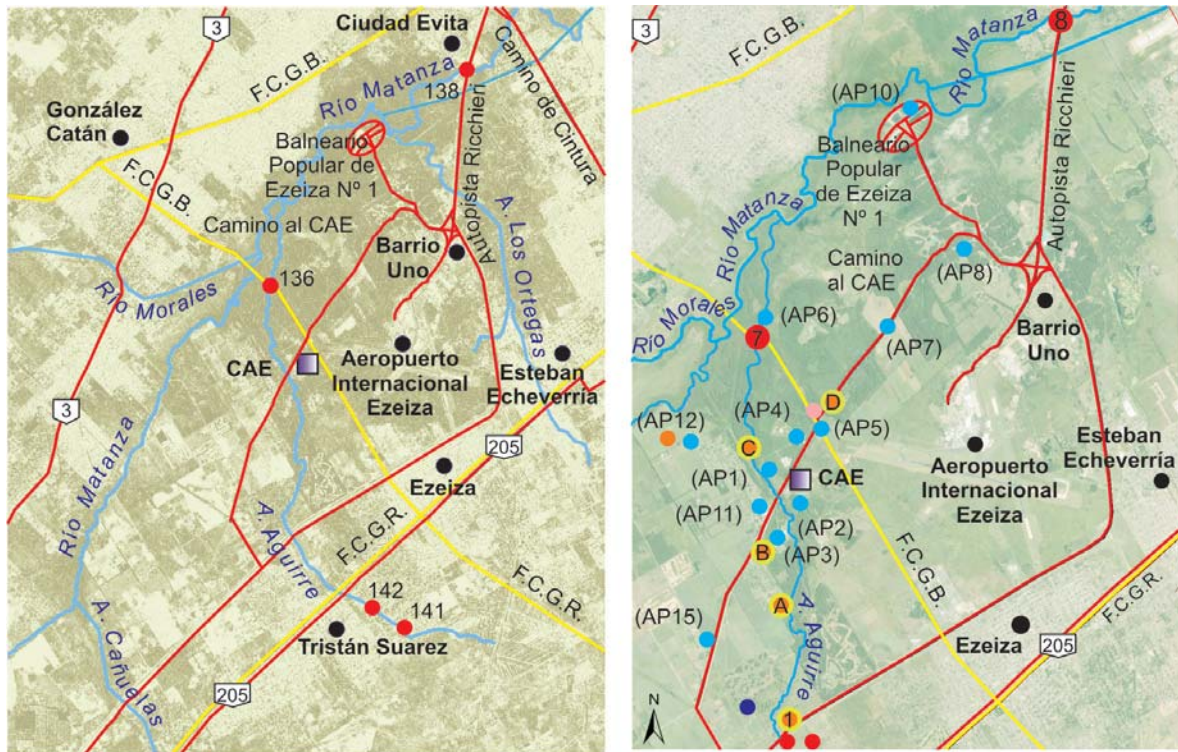 3
Ciudad Evita
F.C.G.B.
Río Matanza
138
Camino de Cintura
González
Catán
Balneario
Popular de
Ezeiza Nº 1
Autopista Ricchieri
F.C.G.B.
Camino al CAE
A. Los Ortegas
Barrio
Uno
136
Río Morales
CAE
Aeropuerto
Internacional
Ezeiza
Esteban
Echeverría
3
205
Río Matanza
Ezeiza
A. Aguirre
F.C.G.R.
F.C.G.R.
142
141
Tristán Suarez
A. Cañuelas
205
3
F.C.G.B.
Río Matanza
8
(AP10)
Balneario
Popular
de Ezeiza
Nº 1
Autopista Ricchieri
Río Matanza
Camino
al CAE
(AP8)
Río Morales
(AP6)
7
(AP7)
Barrio
Uno
D
(AP4)
(AP5)
(AP12)
C
CAE
(AP1)
Aeropuerto
Internacional
Ezeiza
Esteban
Echeverría
(AP11)
(AP2)
(AP3)
B
F.C.G.B.
A
A. Aguirre
F.C.G.R.
(AP15)
Ezeiza
205
N
1